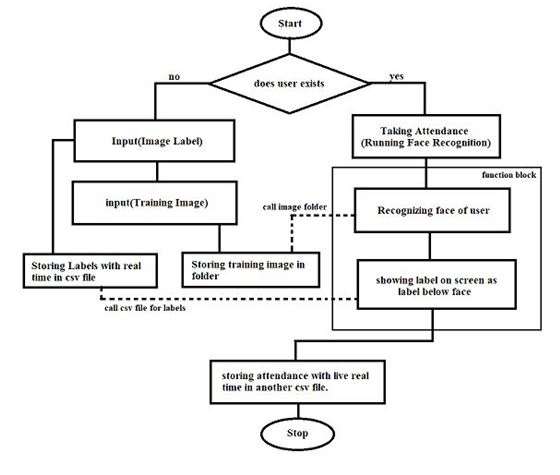 Start
does user exists
no
yes
Input(Image Label)
Taking Attendance
(Running Face Recognition)
function block
input(Training Image)
call image folder
Recognizing face of user
Storing Labels with real
time in csv file
Storing training image in
folder
showing label on screen as
label below face
call csv file for labels
storing attendance with live real
time in another csv file.
Stop